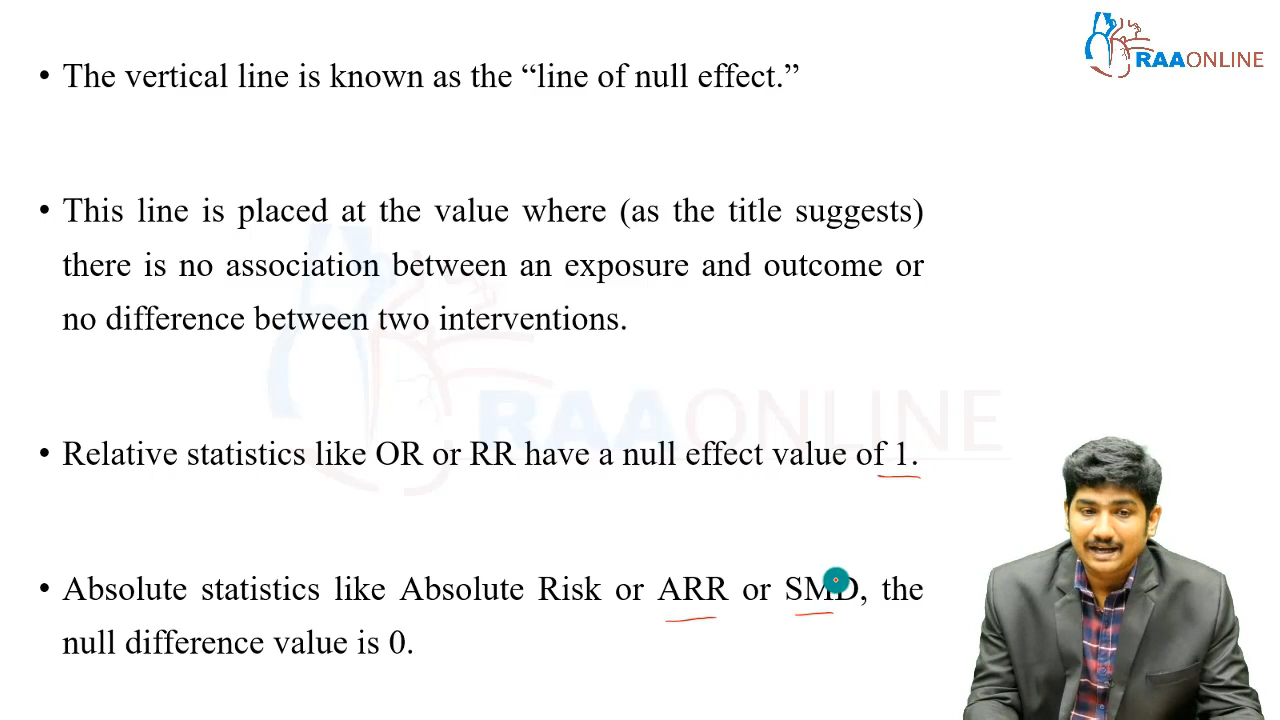 RAAONLINE
• The vertical line is known as the “line of null effect.”
• This line is placed at the value where (as the title suggests)
there is no association between an exposure and outcome or
no difference between two interventions.
RAAONLINE
• Relative statistics like OR or RR have a null effect value of 1.
• Absolute statistics like Absolute Risk or ARR or SMD, the
null difference value is 0.